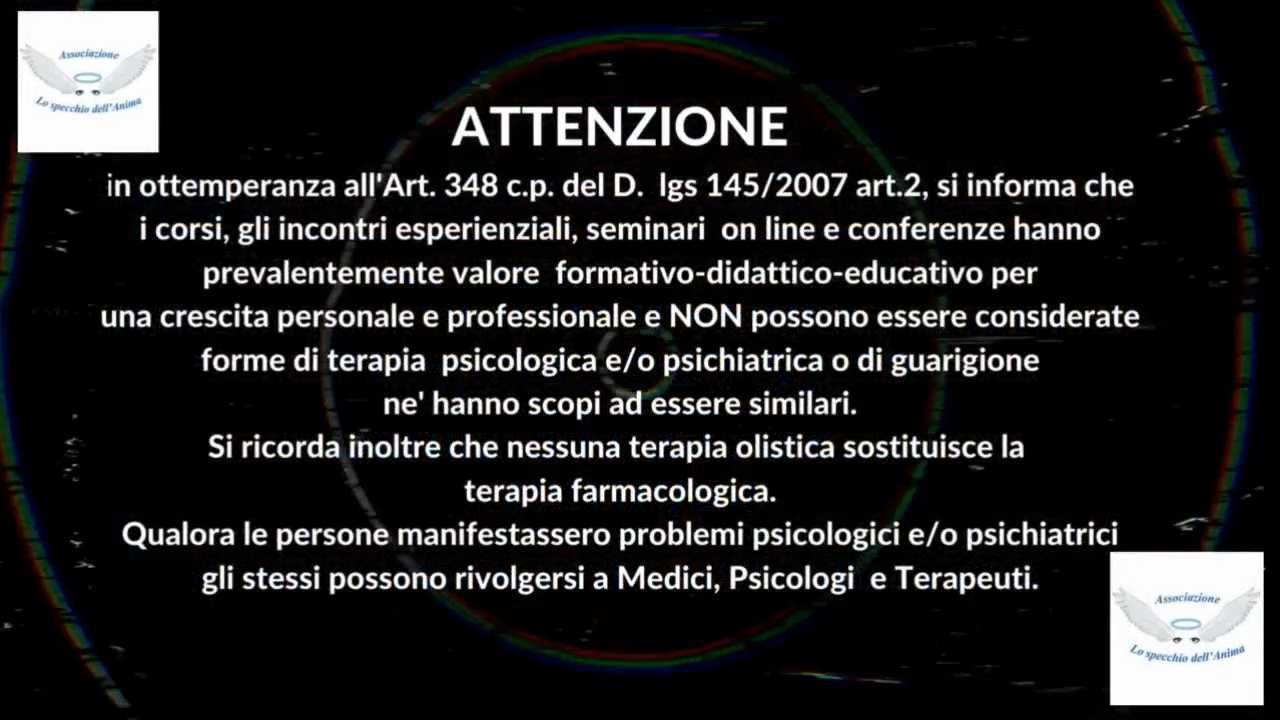 Associazione
Lo specchio dell'Anima
ATTENZIONE
in ottemperanza all'Art. 348 c.p. del D. lgs 145/2007 art.2, si informa che
i corsi, gli incontri esperienziali, seminari on line e conferenze hanno
prevalentemente valore formativo-didattico-educativo per
una crescita personale e professionale e NON possono essere considerate
forme di terapia psicologica e/o psichiatrica o di guarigione
ne' hanno scopi ad essere similari.
Si ricorda inoltre che nessuna terapia olistica sostituisce la
terapia farmacologica.
Qualora le persone manifestassero problemi psicologici e/o psichiatrici
gli stessi possono rivolgersi a Medici, Psicologi e Terapeuti.
Associazione
Lo specchio dell'Anima